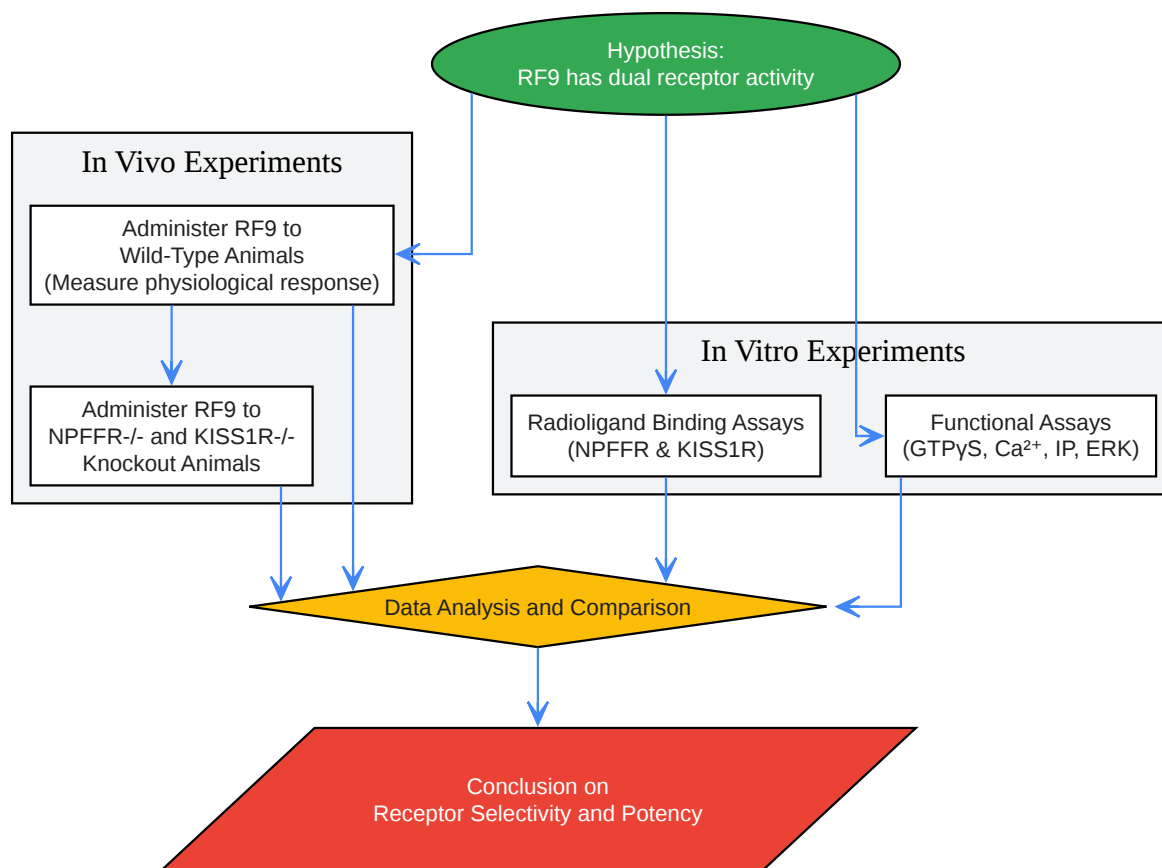 Hypothesis:
RF9 has dual receptor activity
In Vivo Experiments
Administer RF9 to
Wild-Type Animals
(Measure physiological response)
Administer RF9 to
NPFFR-/- and KISS1R-/-
Knockout Animals
In Vitro Experiments
Radioligand Binding Assays
(NPFFR & KISS1R)
Functional Assays
(GTPγS, Ca²⁺, IP, ERK)
Data Analysis and Comparison
Conclusion on
Receptor Selectivity and Potency